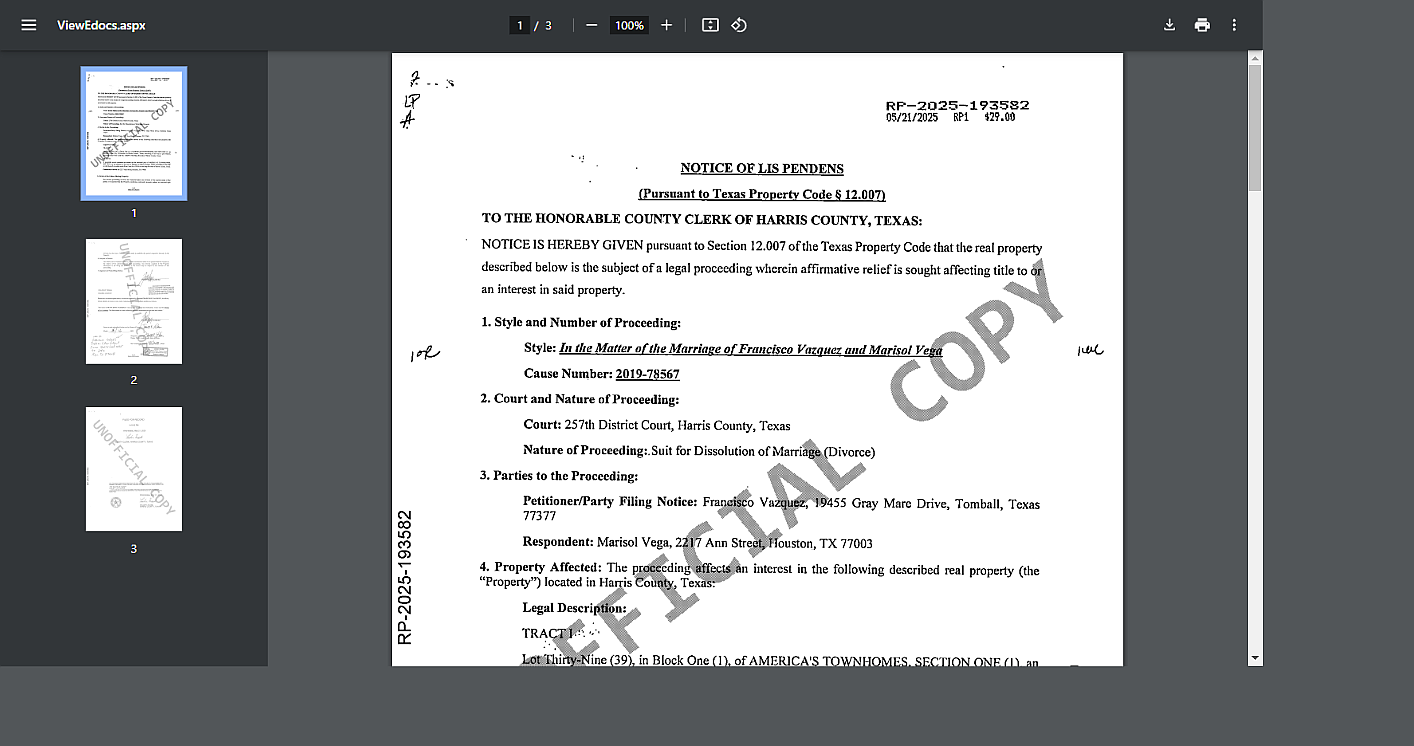 ViewEdocs.aspx
1 / 3
100%
1
2
3
LP
A
RP-2025-193582
05/21/2025 RP1 $29.00
NOTICE OF LIS PENDENS
(Pursuant to Texas Property Code § 12.007)
TO THE HONORABLE COUNTY CLERK OF HARRIS COUNTY, TEXAS:
NOTICE IS HEREBY GIVEN pursuant to Section 12.007 of the Texas Property Code that the real property
described below is the subject of a legal proceeding wherein affirmative relief is sought affecting title to or
an interest in said property.
1. Style and Number of Proceeding:
Style: In the Matter of the Marriage of Francisco Vazquez and Marisol Vega
Cause Number: 2019-78567
2. Court and Nature of Proceeding:
Court: 257th District Court, Harris County, Texas
Nature of Proceeding: Suit for Dissolution of Marriage (Divorce)
3. Parties to the Proceeding:
Petitioner/Party Filing Notice: Francisco Vazquez, 19455 Gray Mare Drive, Tomball, Texas
77377
Respondent: Marisol Vega, 2217 Ann Street, Houston, TX 77003
4. Property Affected: The proceeding affects an interest in the following described real property (the
“Property”) located in Harris County, Texas:
Legal Description:
TRACT I
Lot Thirty-Nine (39), in Block One (1), of AMERICA'S TOWNHOMES, SECTION ONE (1), an
RP-2025-193582
FFICIAL COPY
UNOFFICIAL COPY
UNOFFICIAL CO
UNOFFICIAL COPY